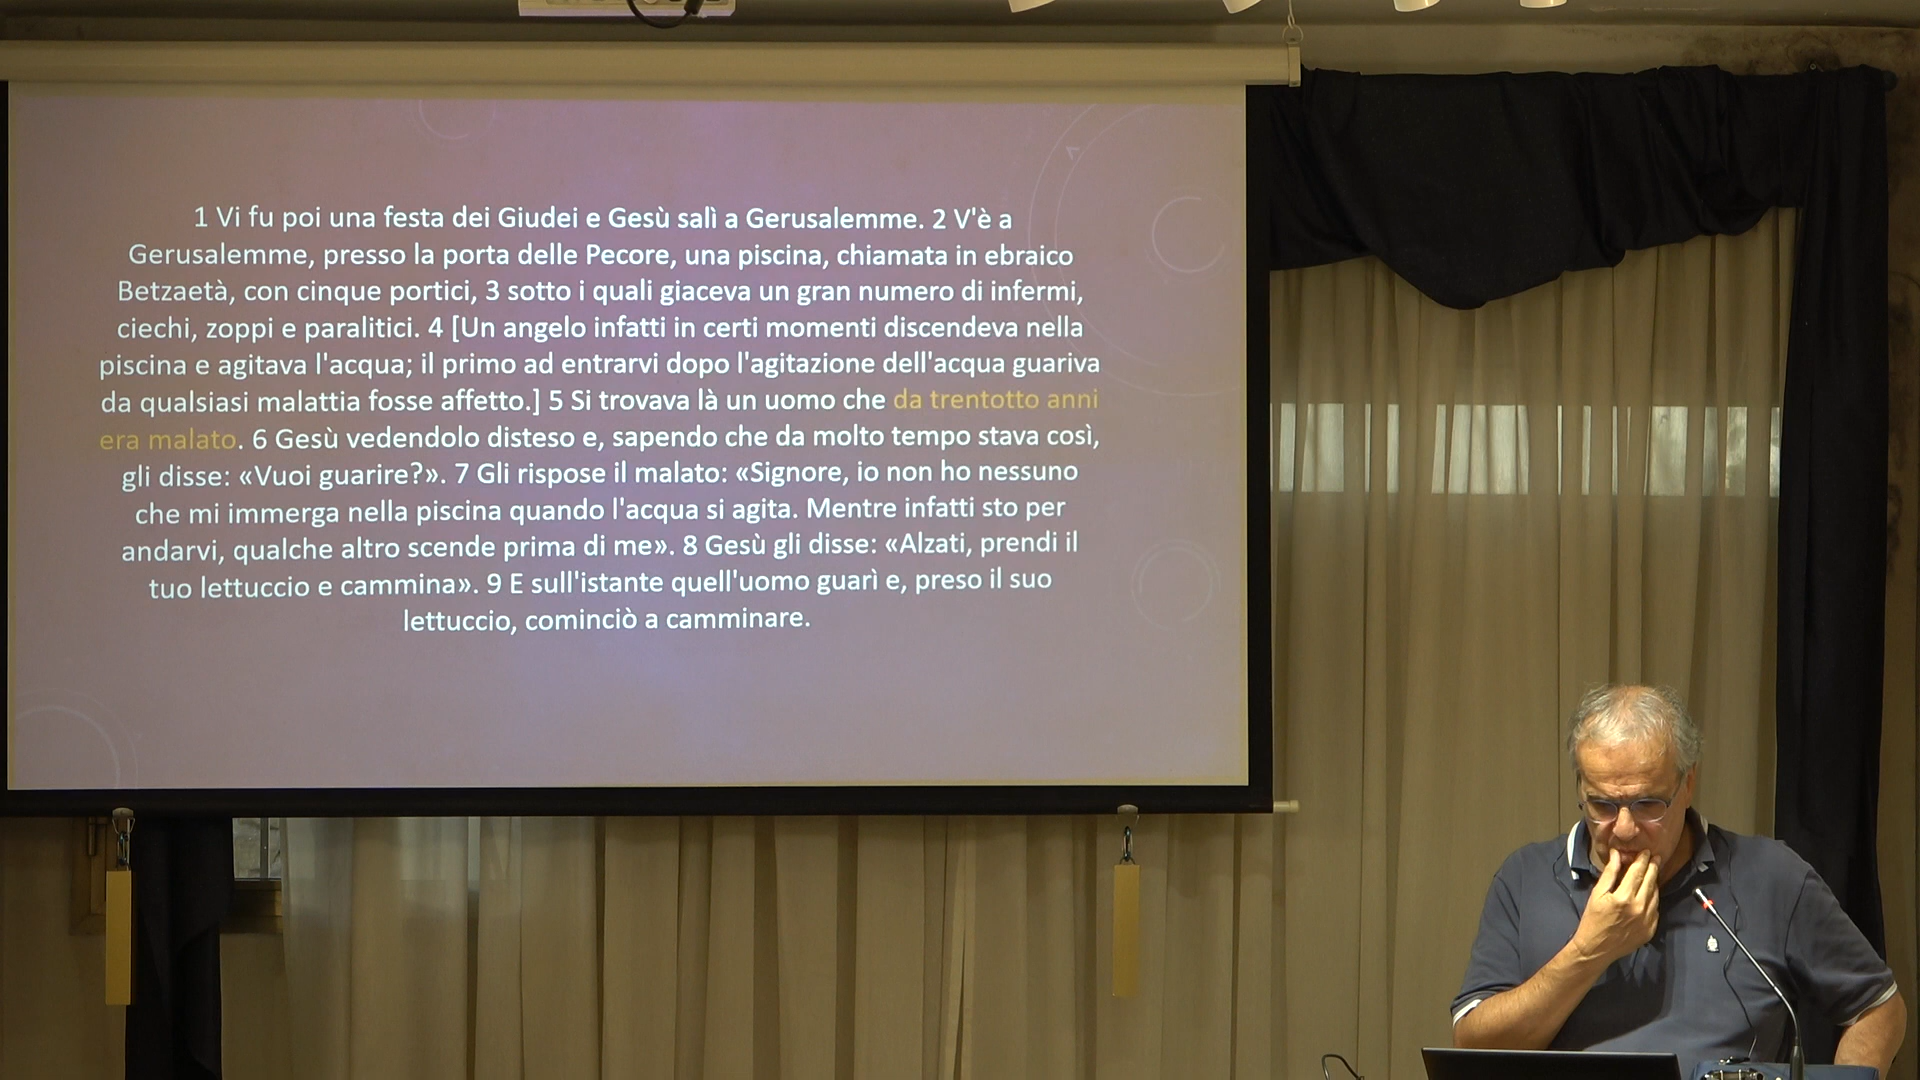 1 Vi fu poi una festa dei Giudei e Gesù salì a Gerusalemme. 2 V'è a
Gerusalemme, presso la porta delle Pecore, una piscina, chiamata in ebraico
Betzaetà, con cinque portici, 3 sotto i quali giaceva un gran numero di infermi,
ciechi, zoppi e paralitici. 4 [Un angelo infatti in certi momenti discendeva nella
piscina e agitava l'acqua; il primo ad entrarvi dopo l'agitazione dell'acqua guariva
da qualsiasi malattia fosse affetto.] 5 Si trovava là un uomo che da trentotto anni
era malato. 6 Gesù vedendolo disteso e, sapendo che da molto tempo stava così,
gli disse: «Vuoi guarire?». 7 Gli rispose il malato: «Signore, io non ho nessuno
che mi immerga nella piscina quando l'acqua si agita. Mentre infatti sto per
andarvi, qualche altro scende prima di me». 8 Gesù gli disse: «Alzati, prendi il
tuo lettuccio e cammina». 9 E sull'istante quell'uomo guarì e, preso il suo
lettuccio, cominciò a camminare.